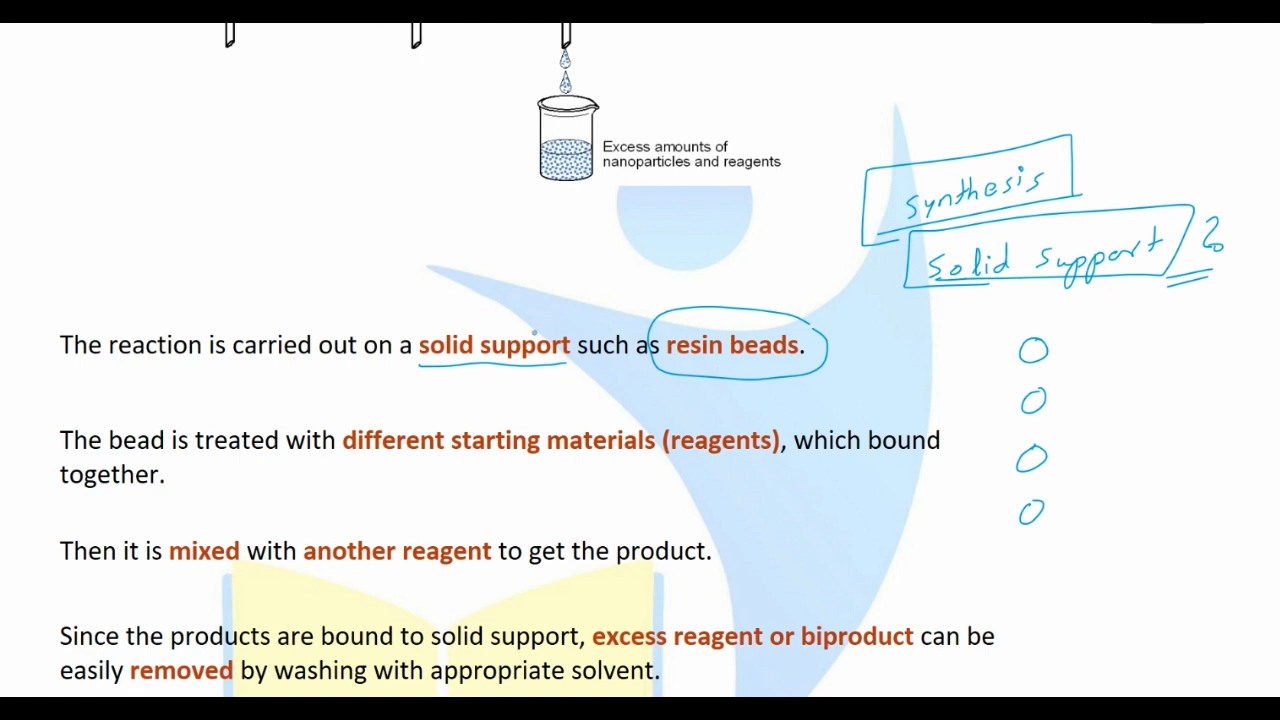 Excess amounts of
nanoparticles and reagents
Synthesis
Solid support
The reaction is carried out on a solid support such as resin beads.
The bead is treated with different starting materials (reagents), which bound
together.
Then it is mixed with another reagent to get the product.
Since the products are bound to solid support, excess reagent or biproduct can be
easily removed by washing with appropriate solvent.